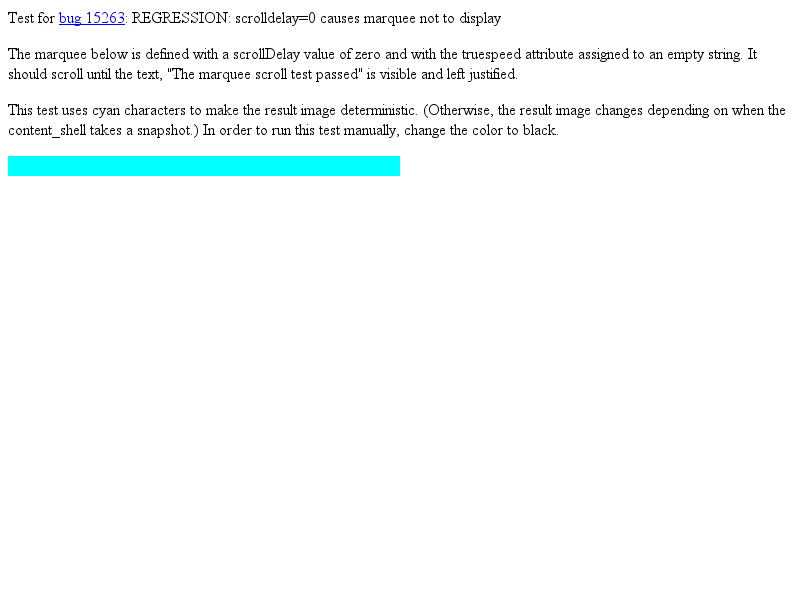 Test for bug 15263: REGRESSION: scrolldelay=0 causes marquee not to display
The marquee below is defined with a scrollDelay value of zero and with the truespeed attribute assigned to an empty string. It
should scroll until the text, "The marquee scroll test passed" is visible and left justified.
This test uses cyan characters to make the result image deterministic. (Otherwise, the result image changes depending on when the
content_shell takes a snapshot.) In order to run this test manually, change the color to black.